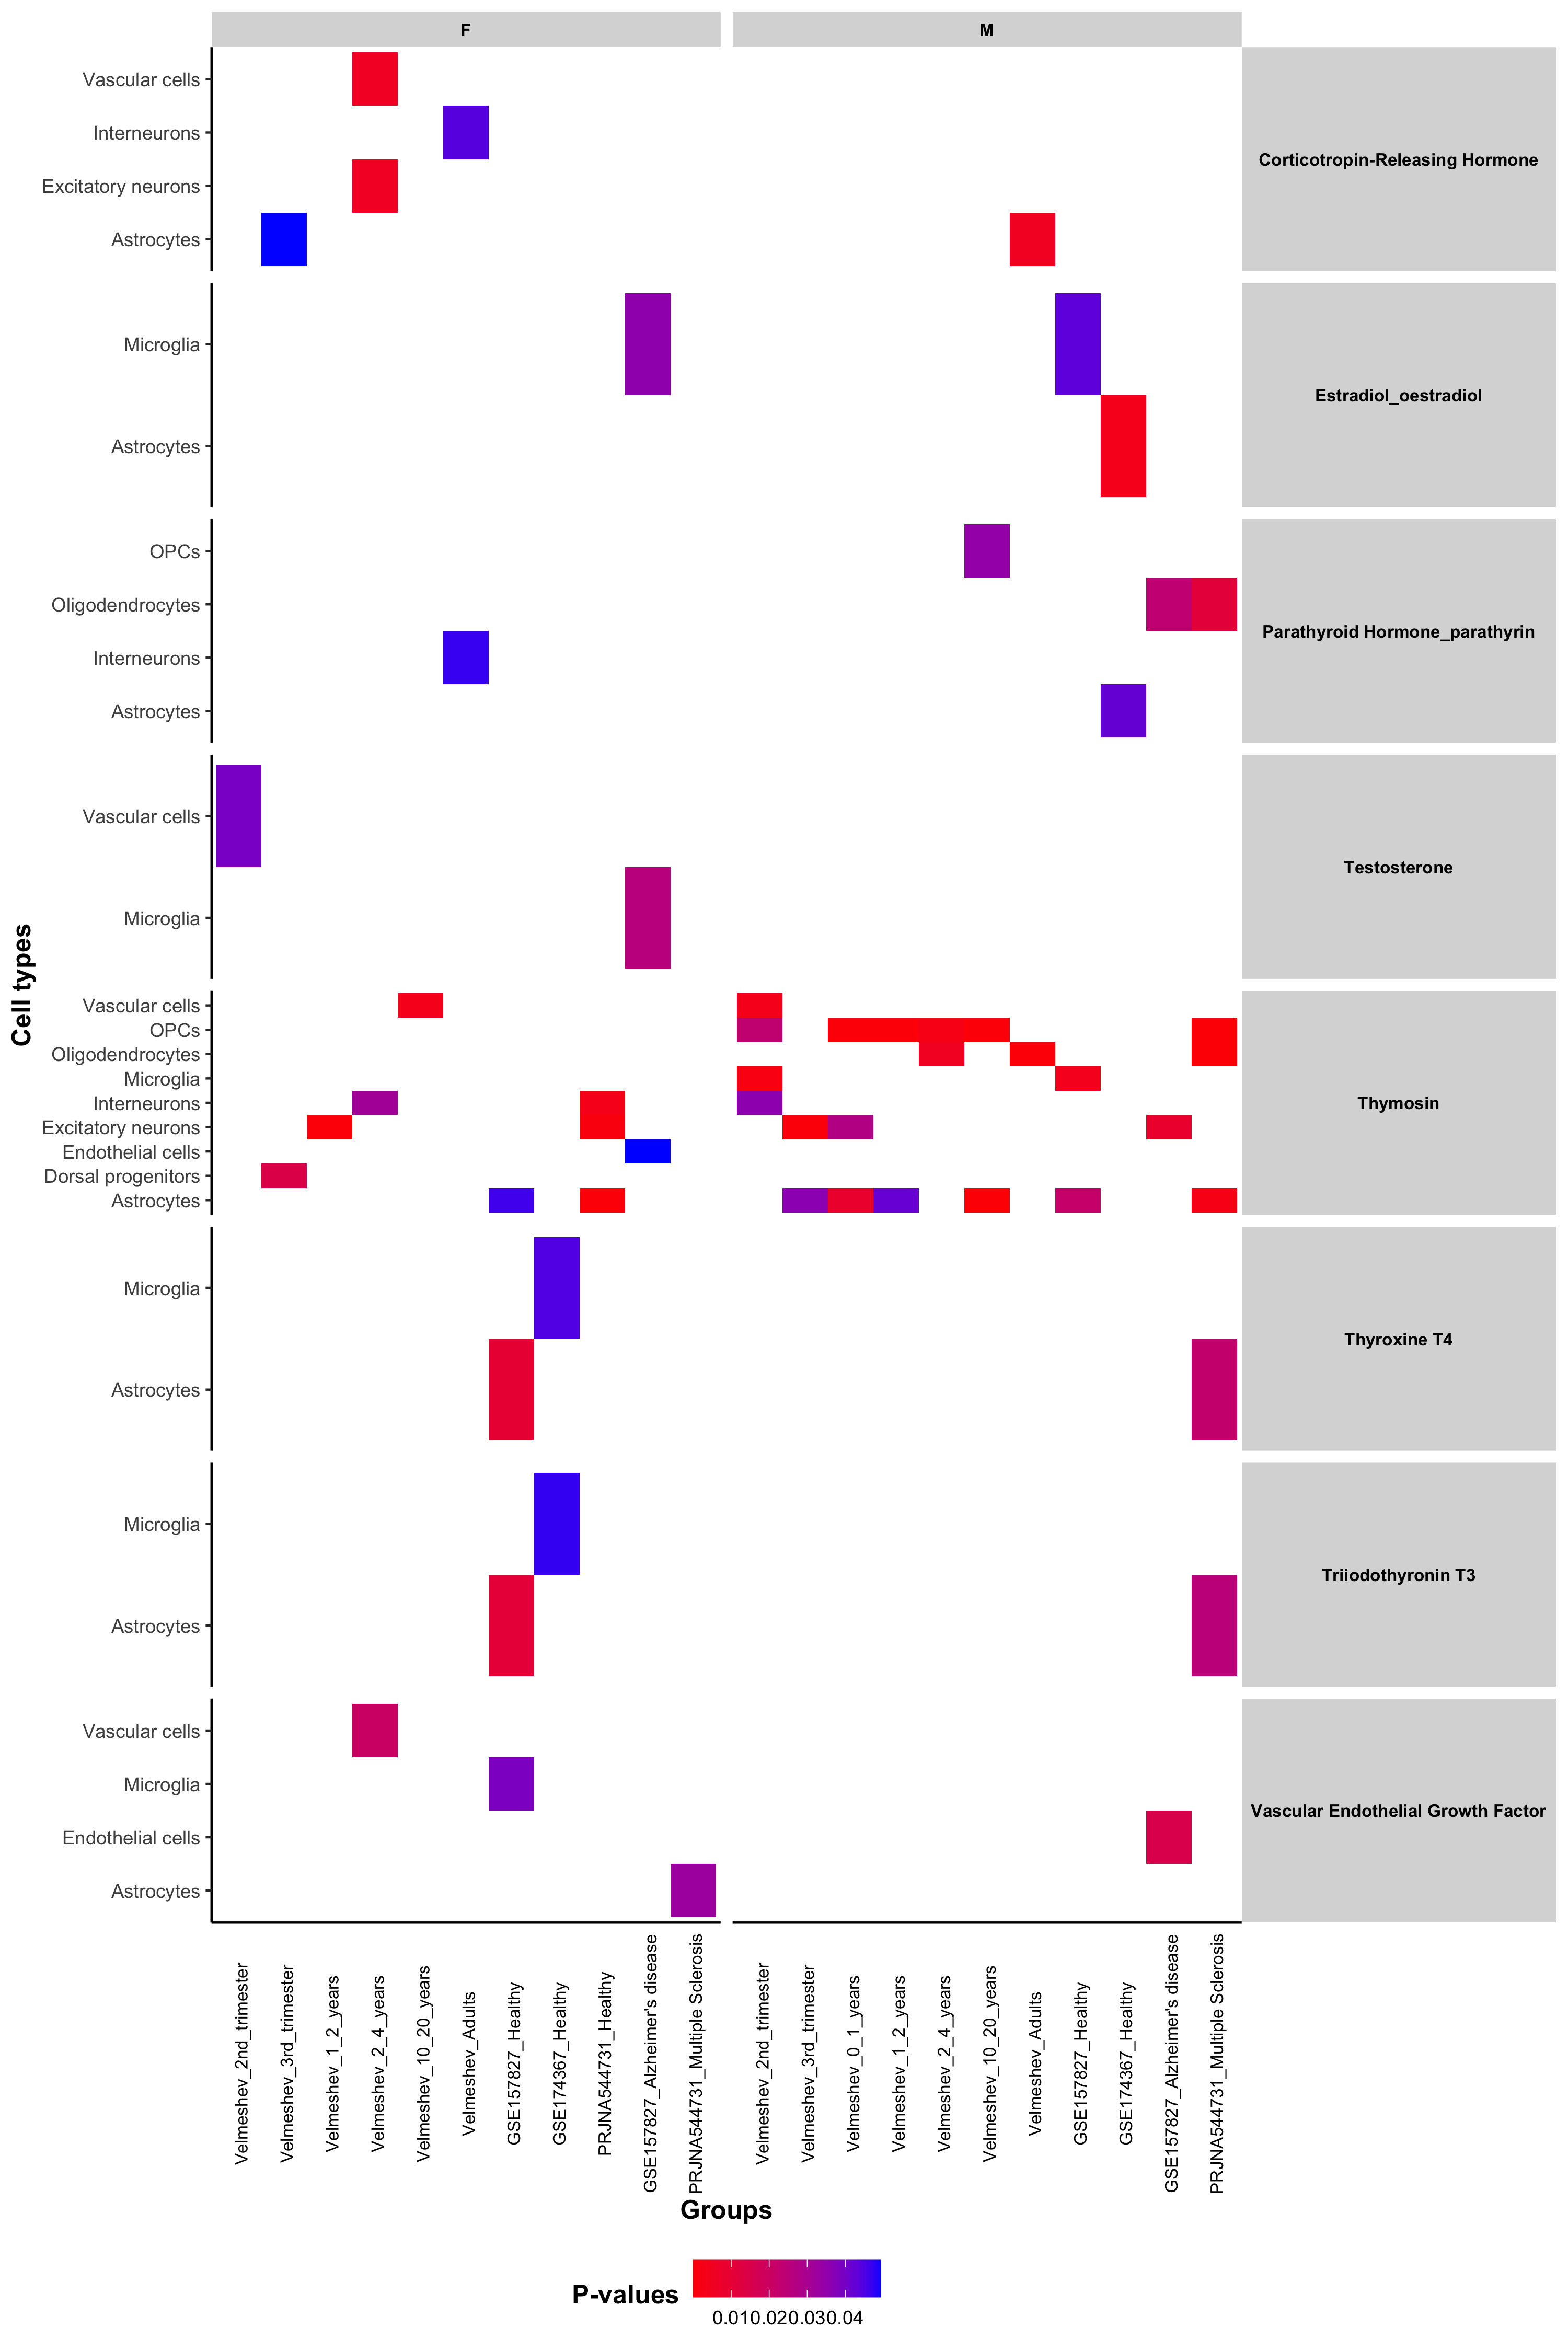 F
M
Vascular cells
Interneurons
Excitatory neurons
Astrocytes
Corticotropin-Releasing Hormone
Microglia
Astrocytes
Estradiol_oestradiol
OPCs
Oligodendrocytes
Interneurons
Astrocytes
Parathyroid Hormone_parathyrin
Vascular cells
Microglia
Testosterone
Cell types
Vascular cells
OPCs
Oligodendrocytes
Microglia
Interneurons
Excitatory neurons
Endothelial cells
Dorsal progenitors
Astrocytes
Thymosin
Microglia
Astrocytes
Thyroxine T4
Microglia
Astrocytes
Triiodothyronin T3
Vascular cells
Microglia
Endothelial cells
Astrocytes
Vascular Endothelial Growth Factor
Velmeshev_2nd_trimester
Velmeshev_3rd_trimester
Velmeshev_1_2_years
Velmeshev_2_4_years
Velmeshev_10_20_years
Velmeshev_Adults
GSE157827_Healthy
GSE174367_Healthy
PRJNA544731_Healthy
GSE157827_Alzheimer's disease
PRJNA544731_Multiple Sclerosis
Velmeshev_2nd_trimester
Velmeshev_3rd_trimester
Velmeshev_0_1_years
Velmeshev_1_2_years
Velmeshev_2_4_years
Velmeshev_10_20_years
Velmeshev_Adults
GSE157827_Healthy
GSE174367_Healthy
GSE157827_Alzheimer's disease
PRJNA544731_Multiple Sclerosis
Groups
P-values
0.010.020.030.04